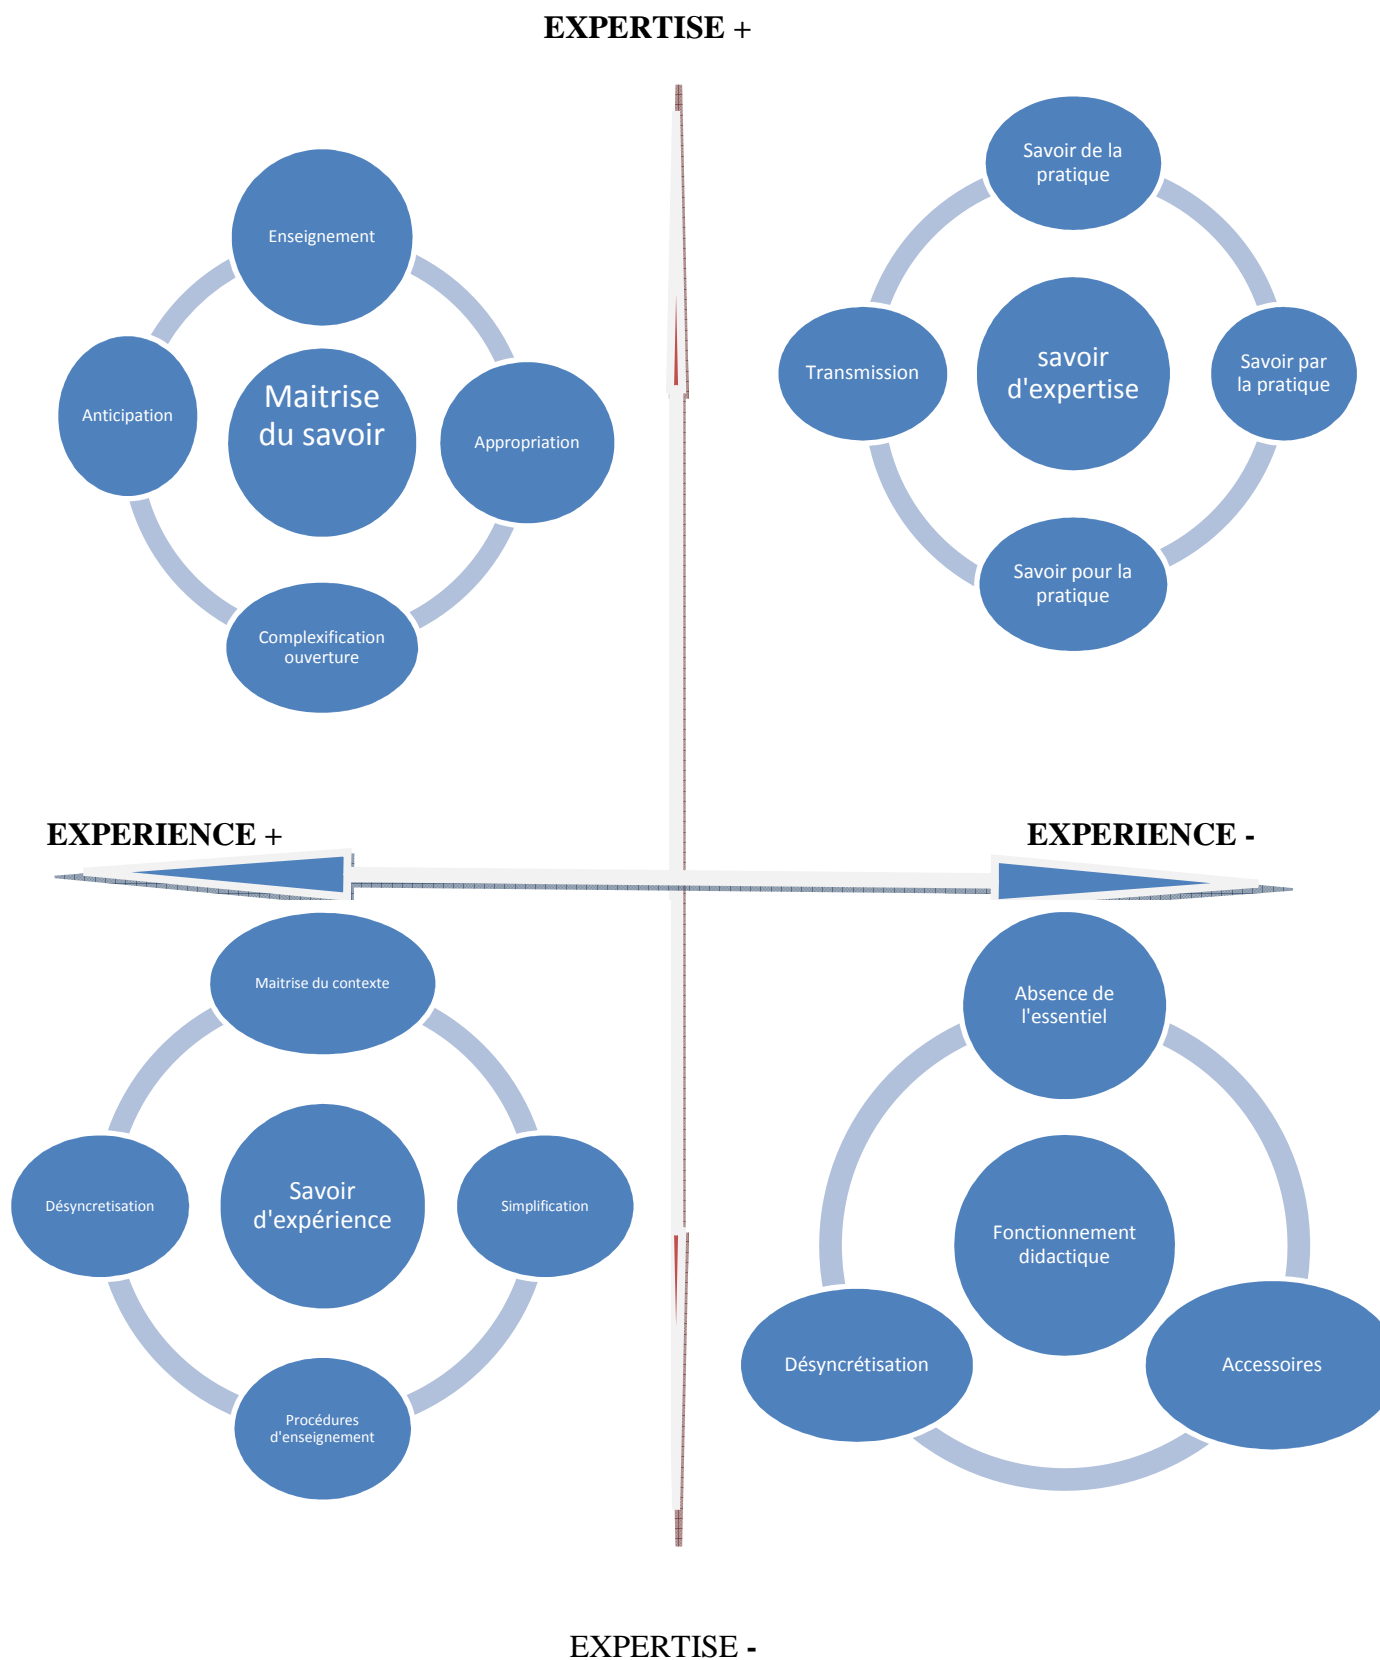 EXPERTISE +
Enseignement
Anticipation
Maitrise
du savoir
Appropriation
Complexification
ouverture
Savoir de la
pratique
Transmission
savoir
d'expertise
Savoir par
la pratique
Savoir pour la
pratique
EXPERIENCE +
EXPERIENCE -
Maitrise du contexte
Désyncretisation
Savoir
d'expérience
Simplification
Procédures
d'enseignement
Absence de
l'essentiel
Fonctionnement
didactique
Désyncrétisation
Accessoires
EXPERTISE -